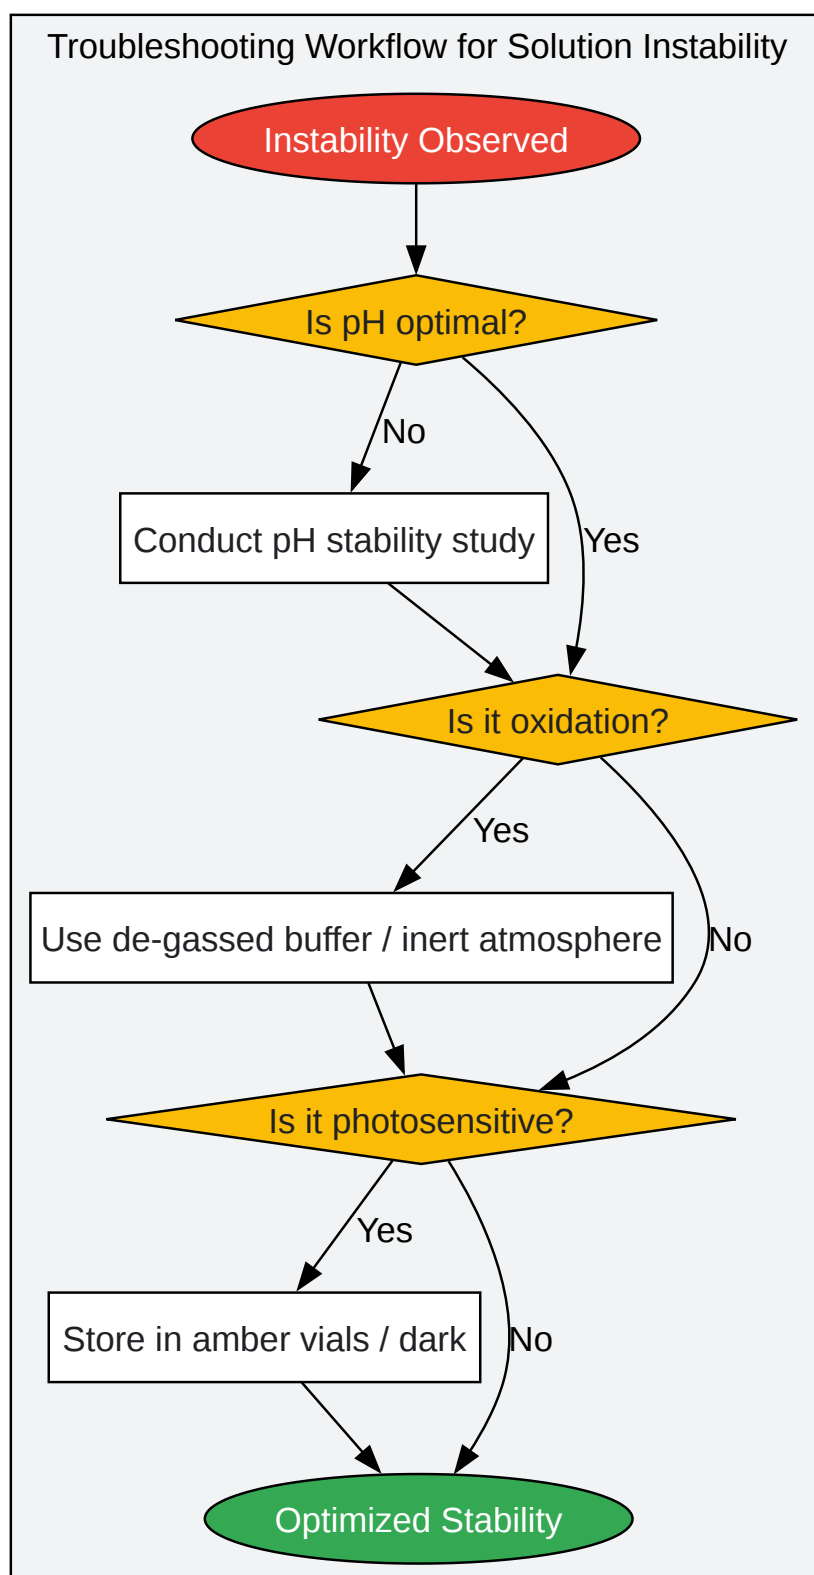 Troubleshooting Workflow for Solution Instability
Instability Observed
Is pH optimal?
No
Conduct pH stability study
Yes
Is it oxidation?
Yes
Use de-gassed buffer / inert atmosphere
No
Is it photosensitive?
Yes
Store in amber vials / dark
No
Optimized Stability